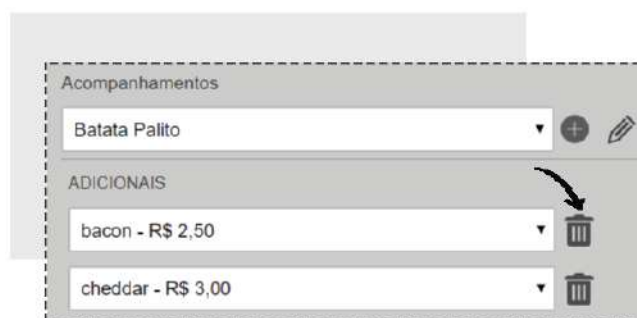 Acompanhamentos
Batata Palito
ADICIONAIS
bacon - R$ 2,50
cheddar - R$ 3,00